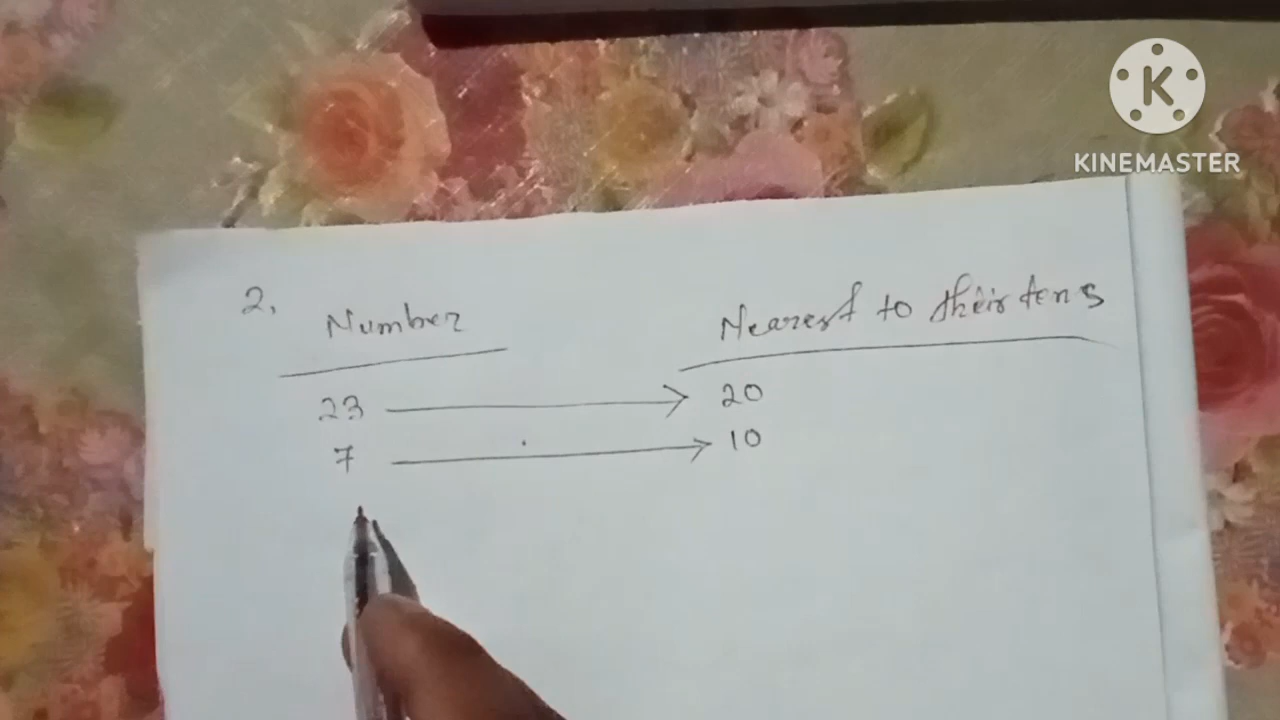 K
KINEMASTER
2. Number Nearest to their tens
23 → 20
7 → 10